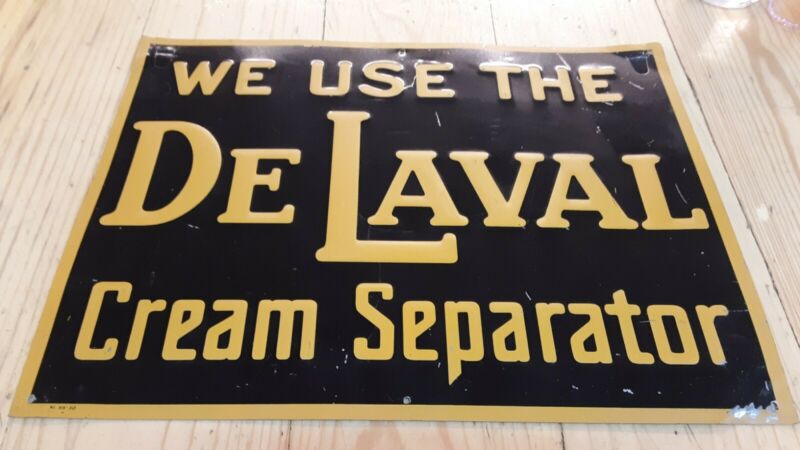 WE USE THE
DE LAVAL
Cream Separator